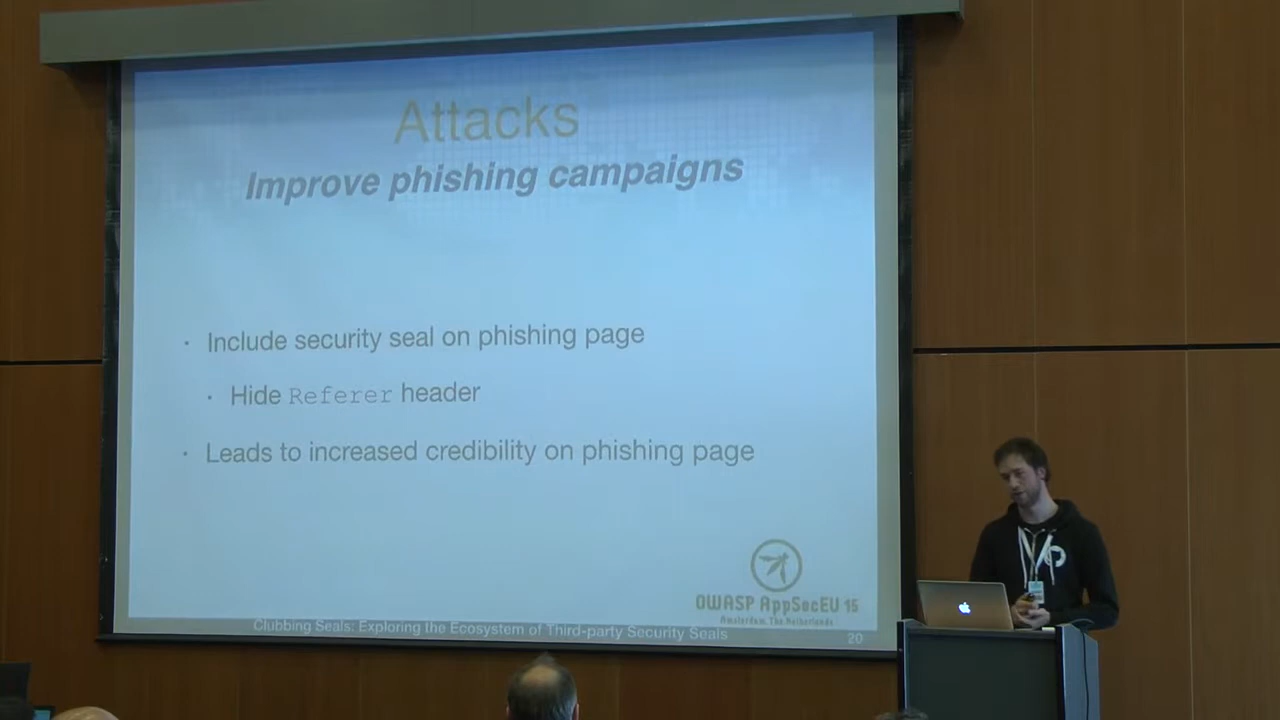 Attacks
Improve phishing campaigns
· Include security seal on phishing page
· Hide Referer header
· Leads to increased credibility on phishing page
OWASP AppSecEU 15
Amsterdam, The Netherlands
Clubbing Seals: Exploring the Ecosystem of Third-party Security Seals
20